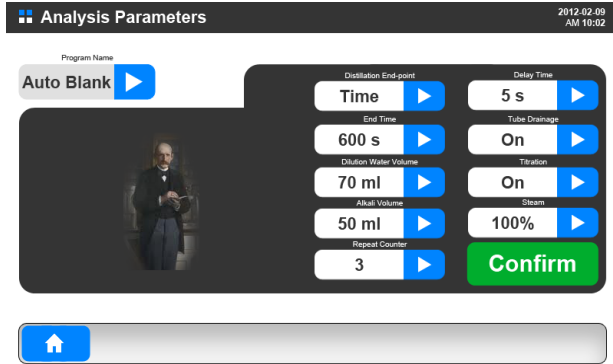 Analysis Parameters
2012-02-09
AM 10:02
Program Name
Auto Blank
Distillation End-point
Time
Delay Time
5 s
End Time
600 s
Tube Drainage
On
Dilution Water Volume
70 ml
Titration
On
Alkali Volume
50 ml
Steam
100%
Repeat Counter
3
Confirm